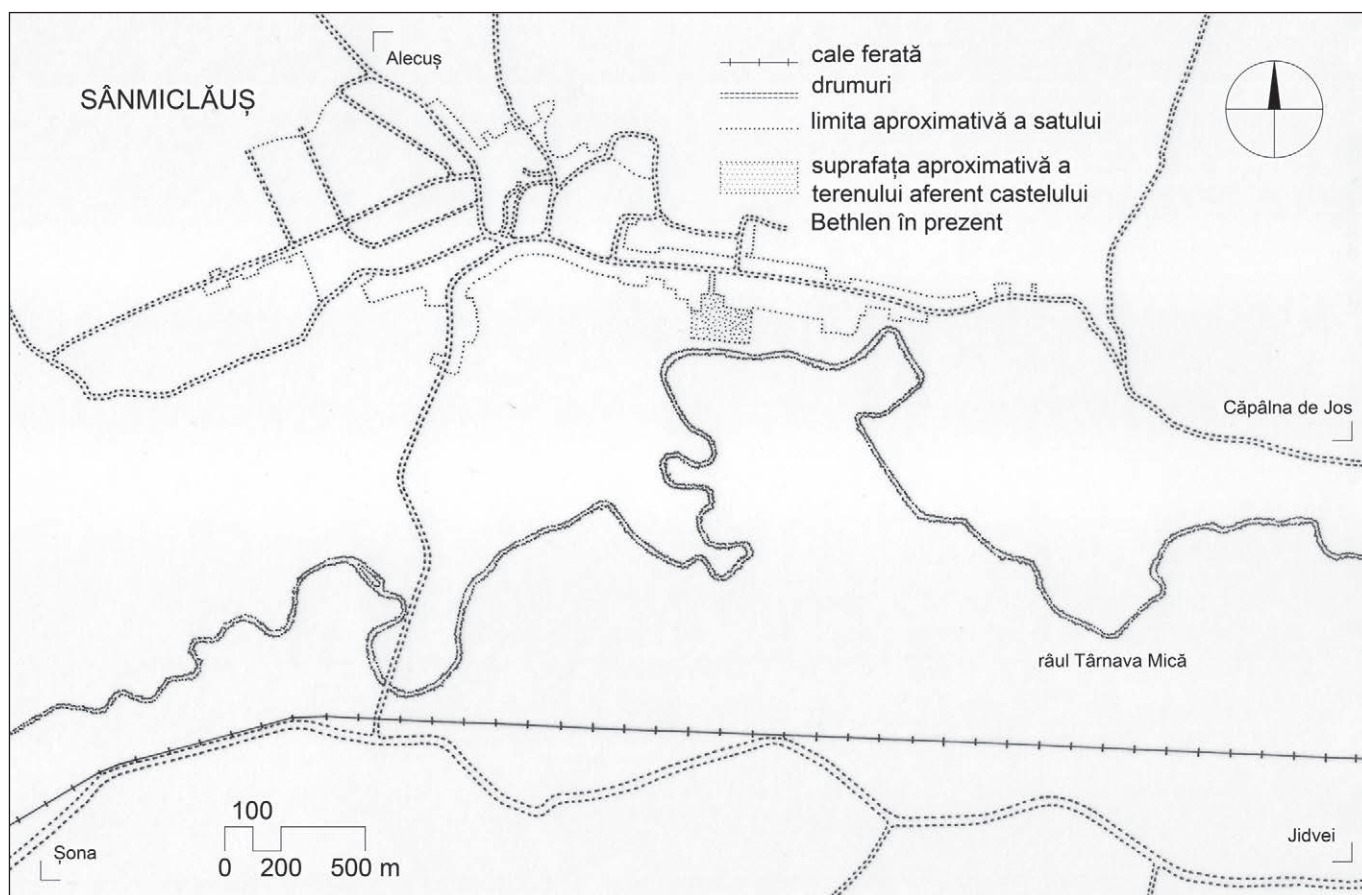 Alecuș
SÂNMICLĂUȘ
cale ferată
drumuri
limita aproximativă a satului
suprafața aproximativă a
terenului aferent castelului
Bethlen în prezent
Căpâlna de Jos
râul Târnava Mică
100
0 200 500 m
Șona
Jidvei